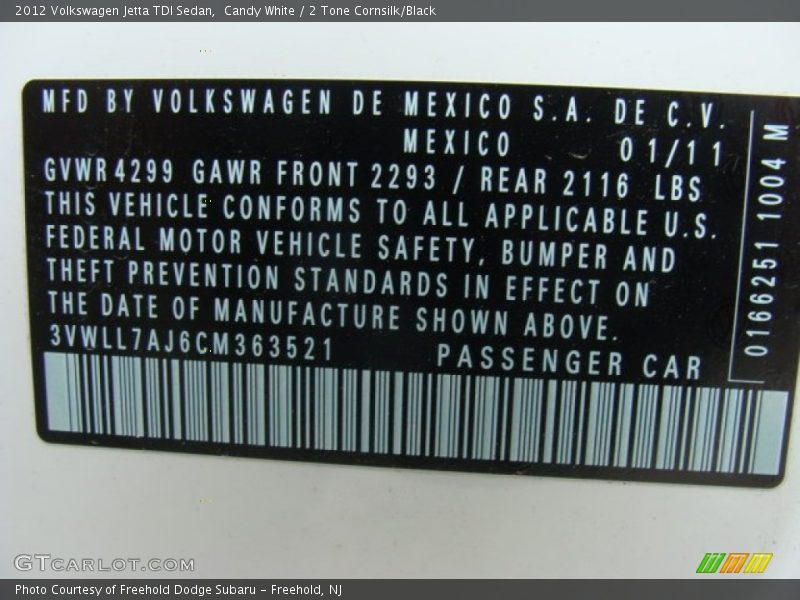 2012 Volkswagen Jetta TDI Sedan,  Candy White / 2 Tone Cornsilk/Black
MFD BY VOLKSWAGEN DE MEXICO S.A. DE C.V.
MEXICO 01/11
GVWR 4299 GAWR FRONT 2293 / REAR 2116 LBS
THIS VEHICLE CONFORMS TO ALL APPLICABLE U.S.
FEDERAL MOTOR VEHICLE SAFETY, BUMPER AND
THEFT PREVENTION STANDARDS IN EFFECT ON
THE DATE OF MANUFACTURE SHOWN ABOVE.
3VWLL7AJ6CM363521 PASSENGER CAR
0166251 1004 M
GTCARLOT.COM
Photo Courtesy of Freehold Dodge Subaru - Freehold, NJ